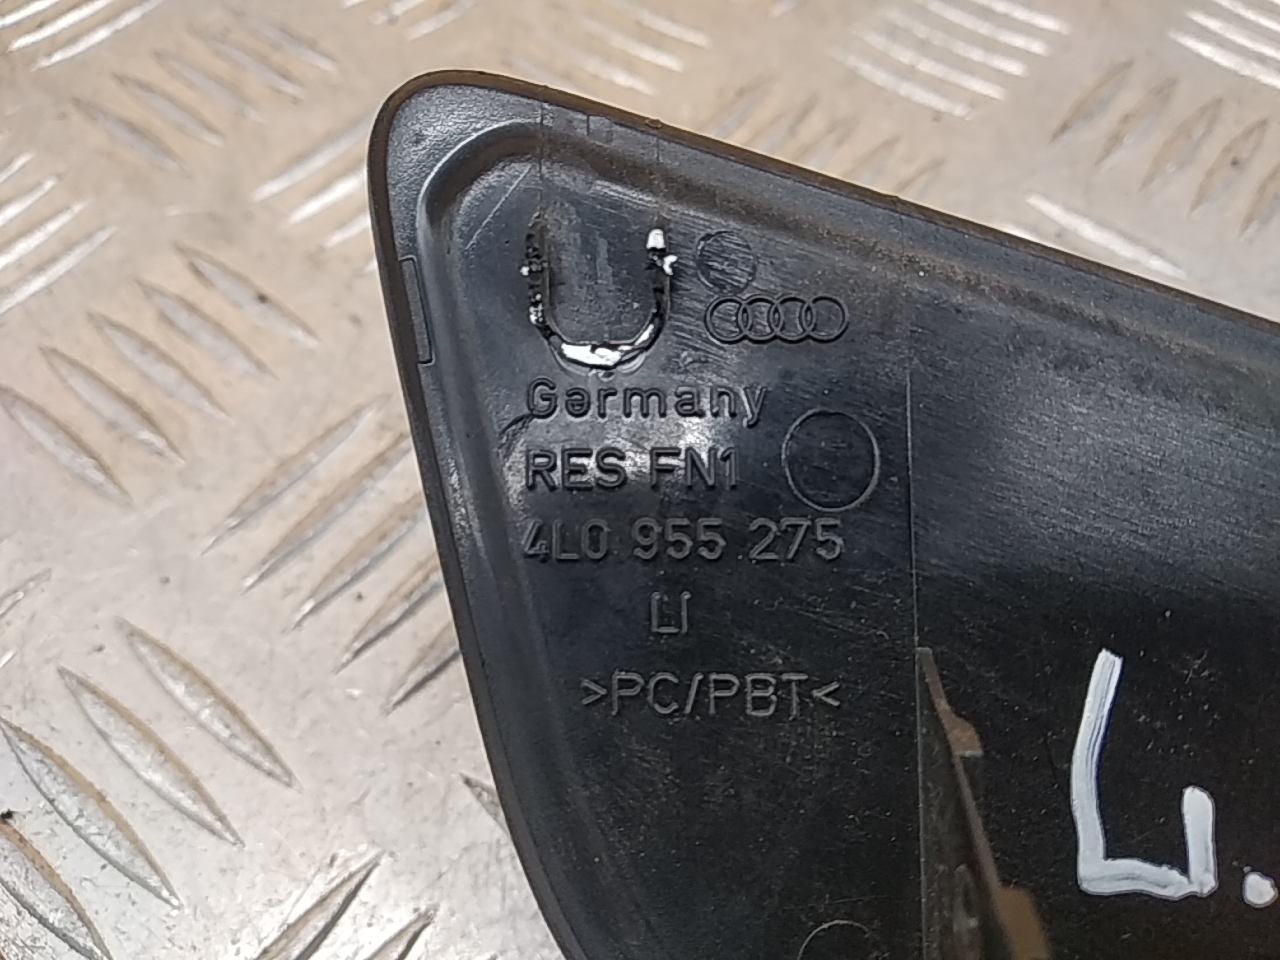 Germany
RES FN1
4L0 955 275
LI
>PC/PBT<